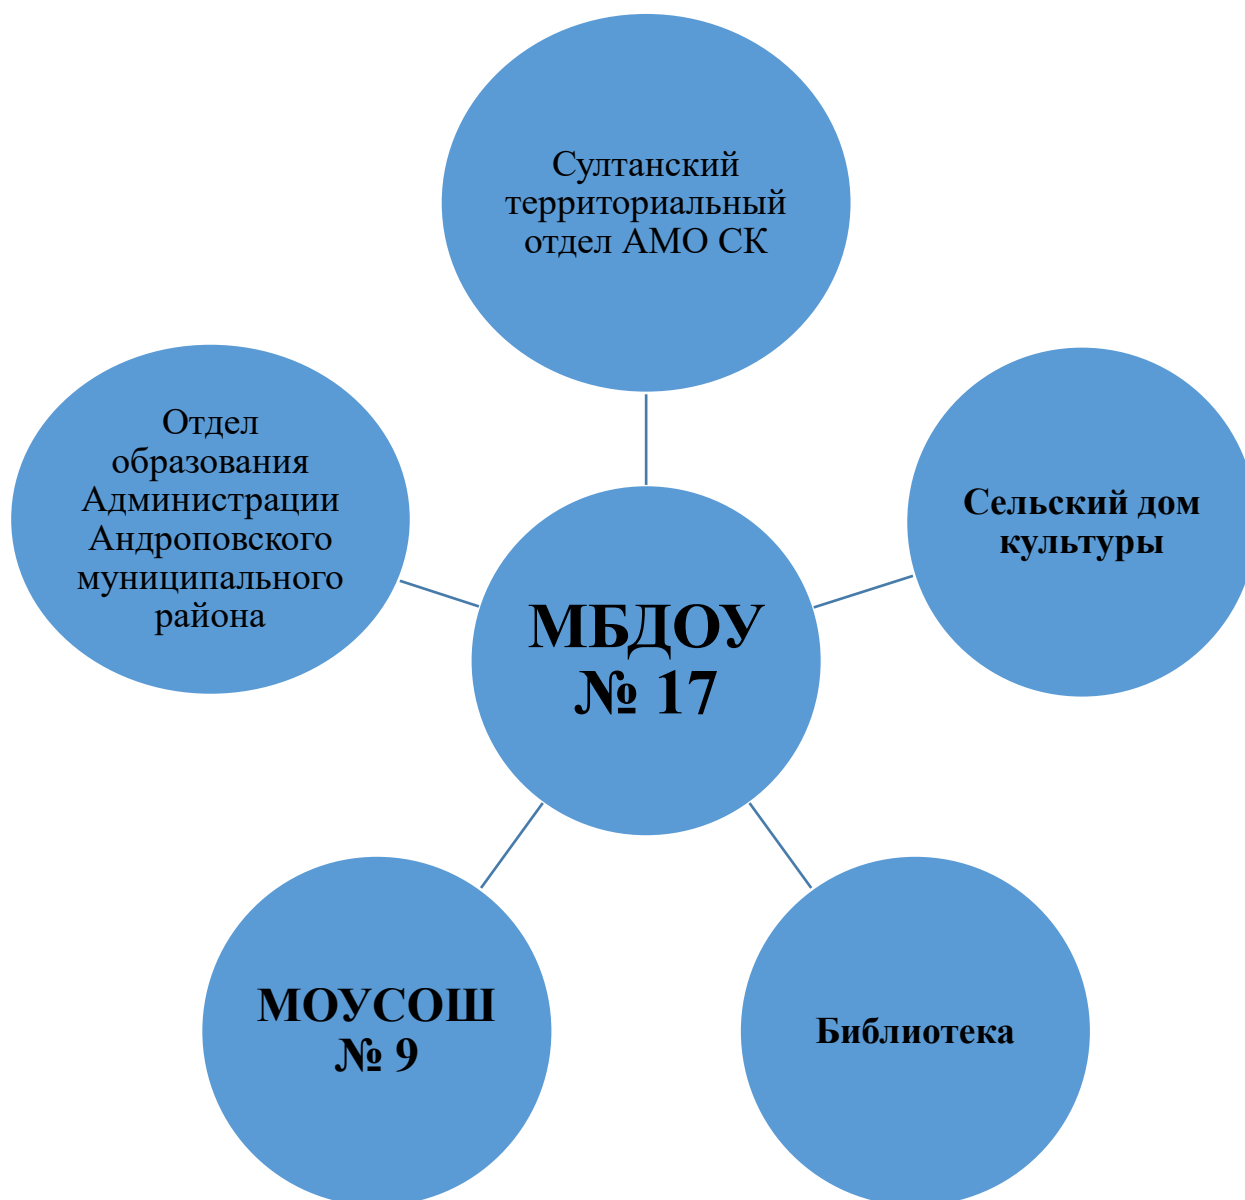 Султанский
территориальный
отдел АМО СК
Отдел
образования
Администрации
Андроповского
муниципального
района
Сельский дом
культуры
МБДОУ
№ 17
МОУСОШ
№ 9
Библиотека